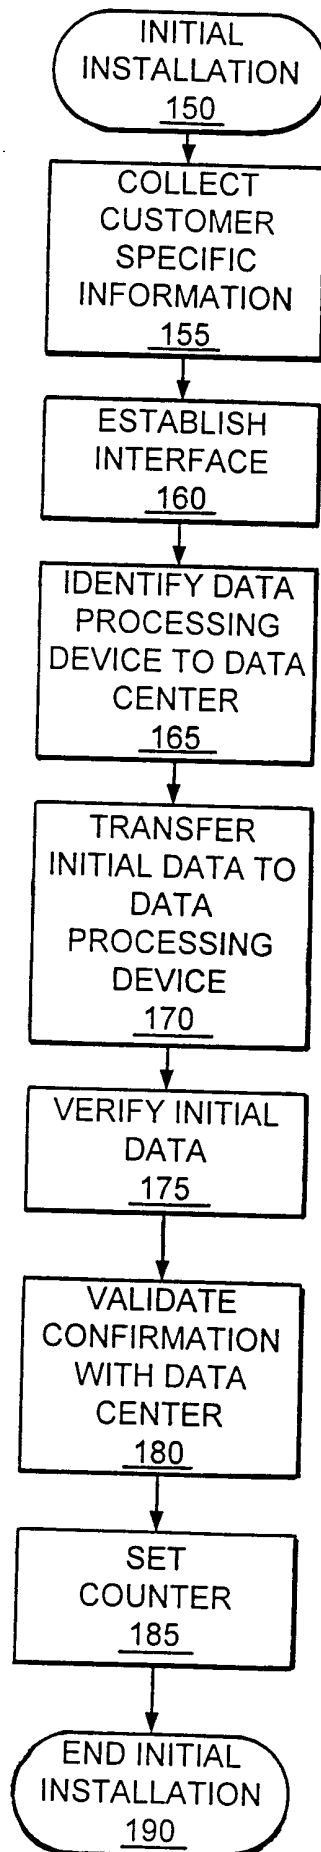 INITIAL
INSTALLATION
150
COLLECT
CUSTOMER
SPECIFIC
INFORMATION
155
ESTABLISH
INTERFACE
160
IDENTIFY DATA
PROCESSING
DEVICE TO DATA
CENTER
165
TRANSFER
INITIAL DATA TO
DATA
PROCESSING
DEVICE
170
VERIFY INITIAL
DATA
175
VALIDATE
CONFIRMATION
WITH DATA
CENTER
180
SET
COUNTER
185
END INITIAL
INSTALLATION
190